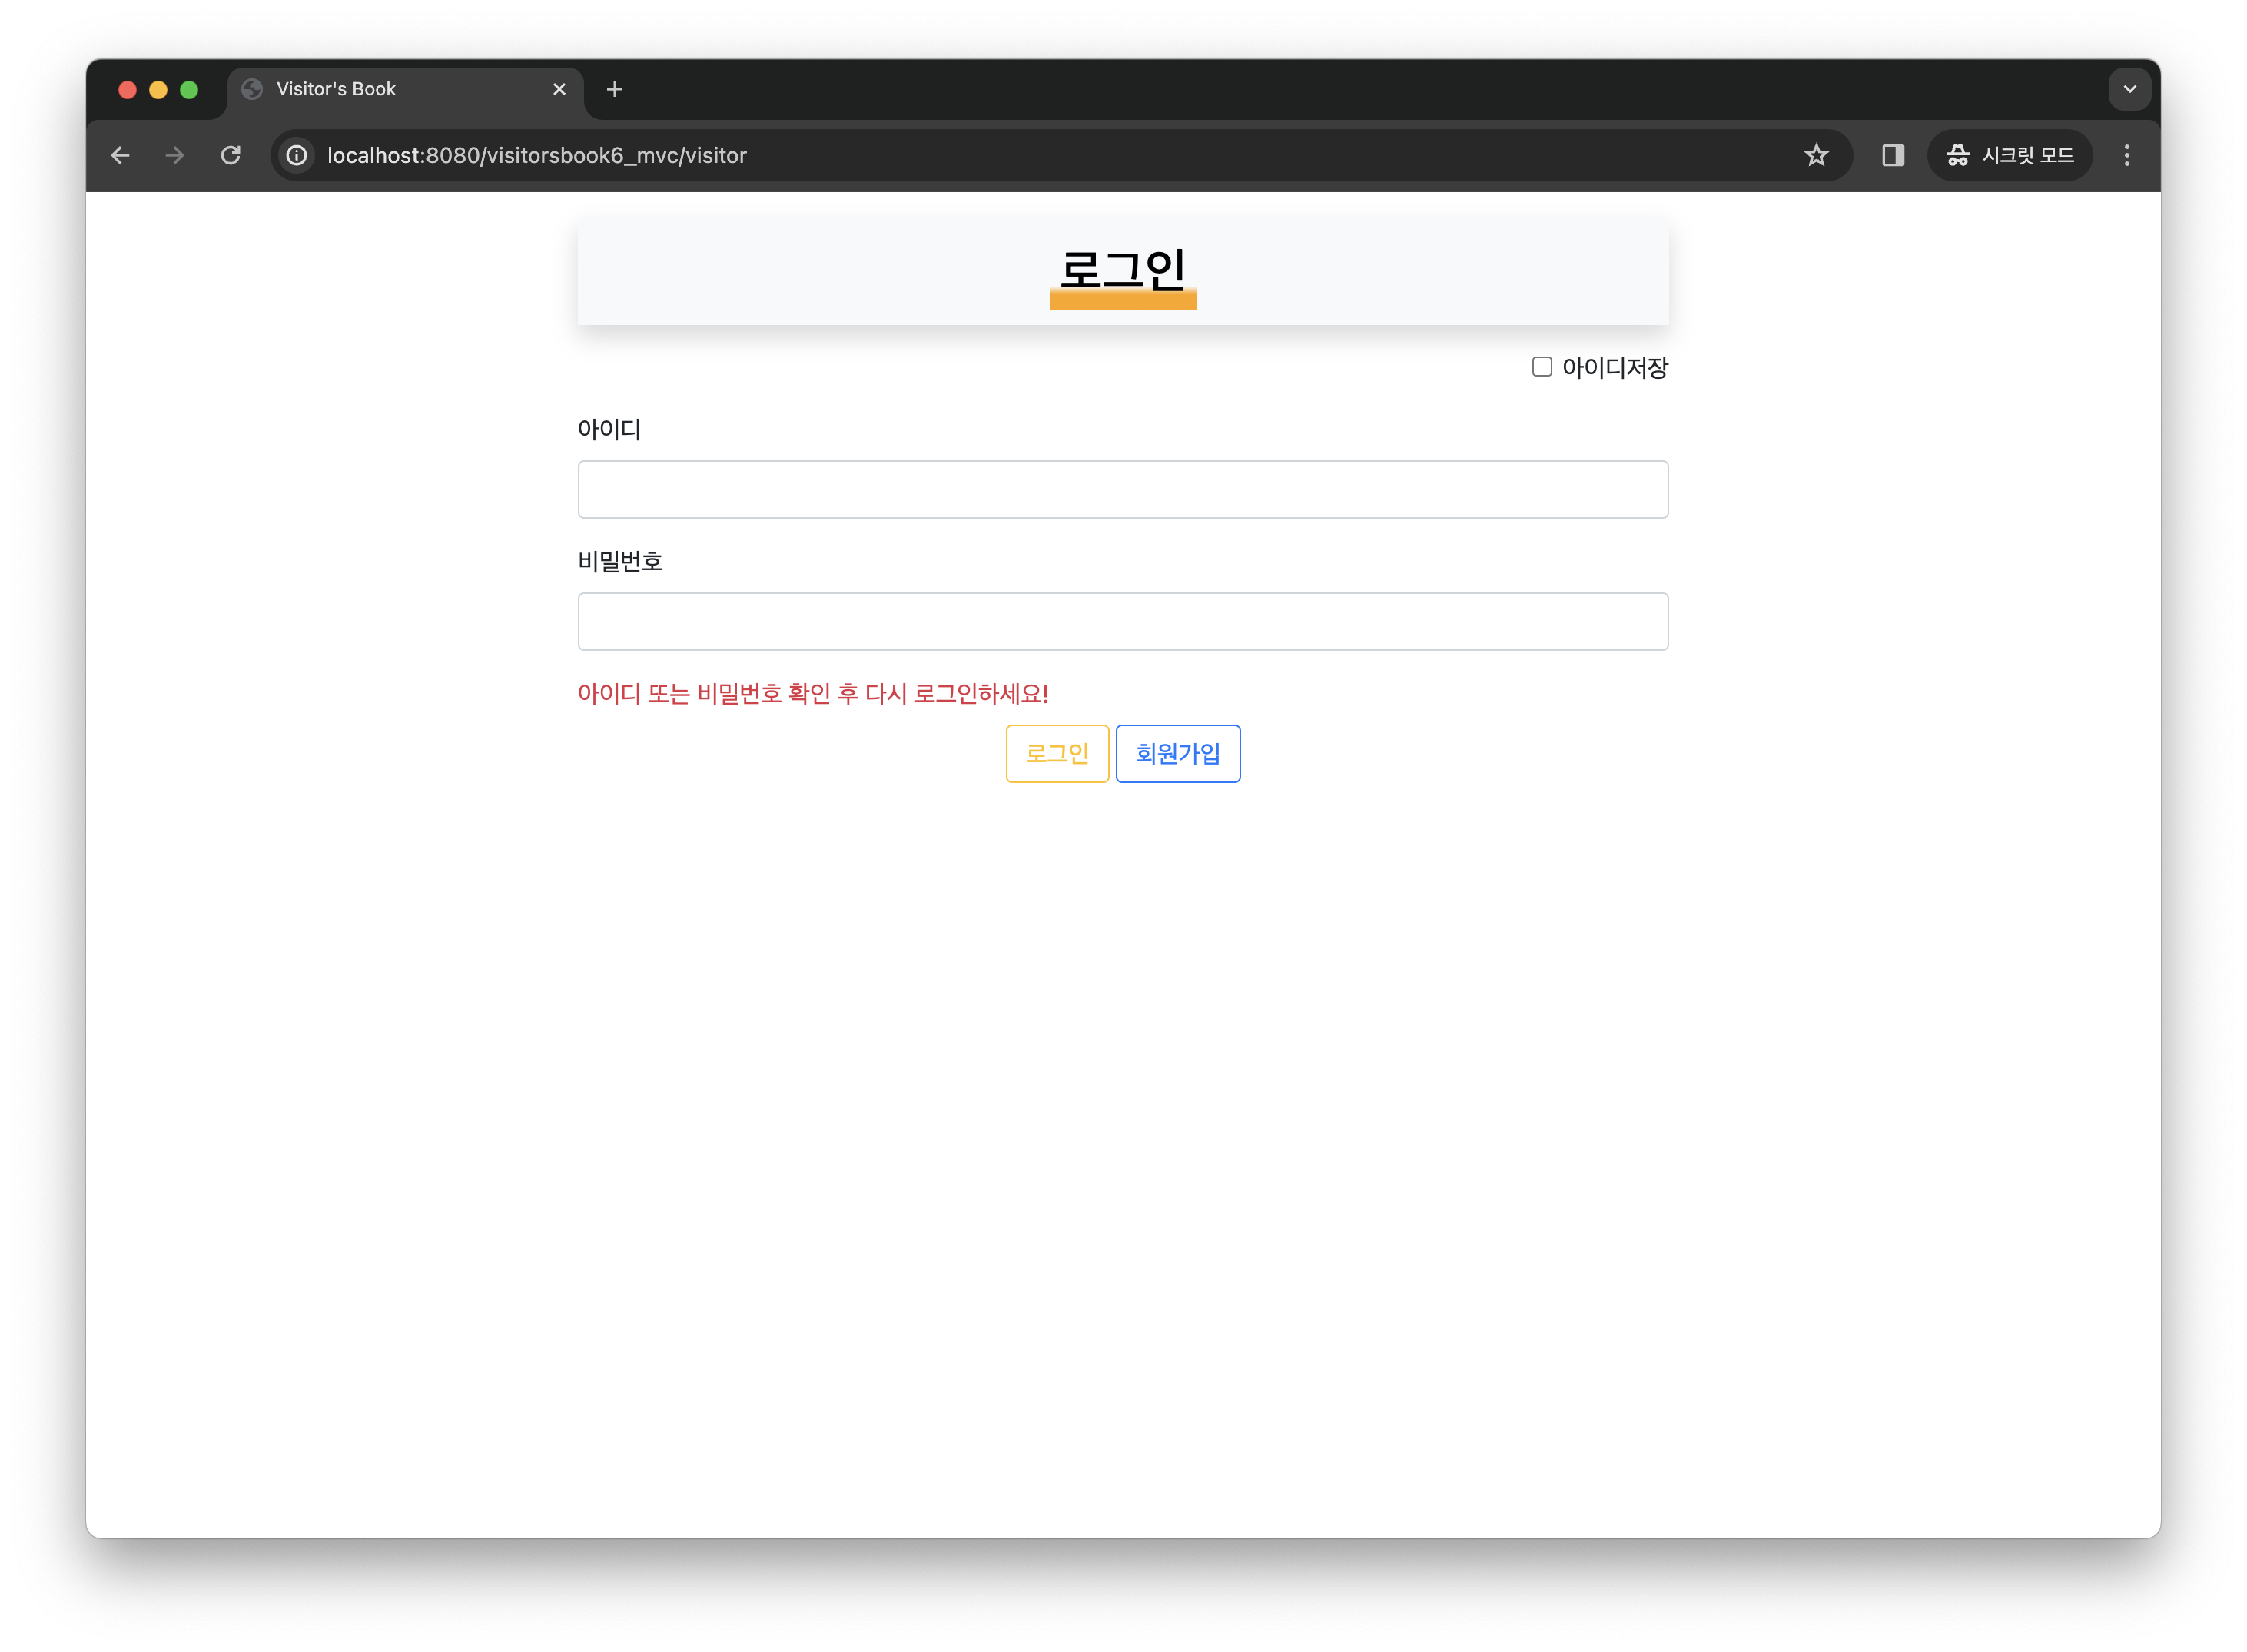 Visitor's Book
localhost:8080/visitorsbook6_mvc/visitor
시크릿 모드
로그인
아이디저장
아이디
비밀번호
아이디 또는 비밀번호 확인 후 다시 로그인하세요!
로그인 회원가입